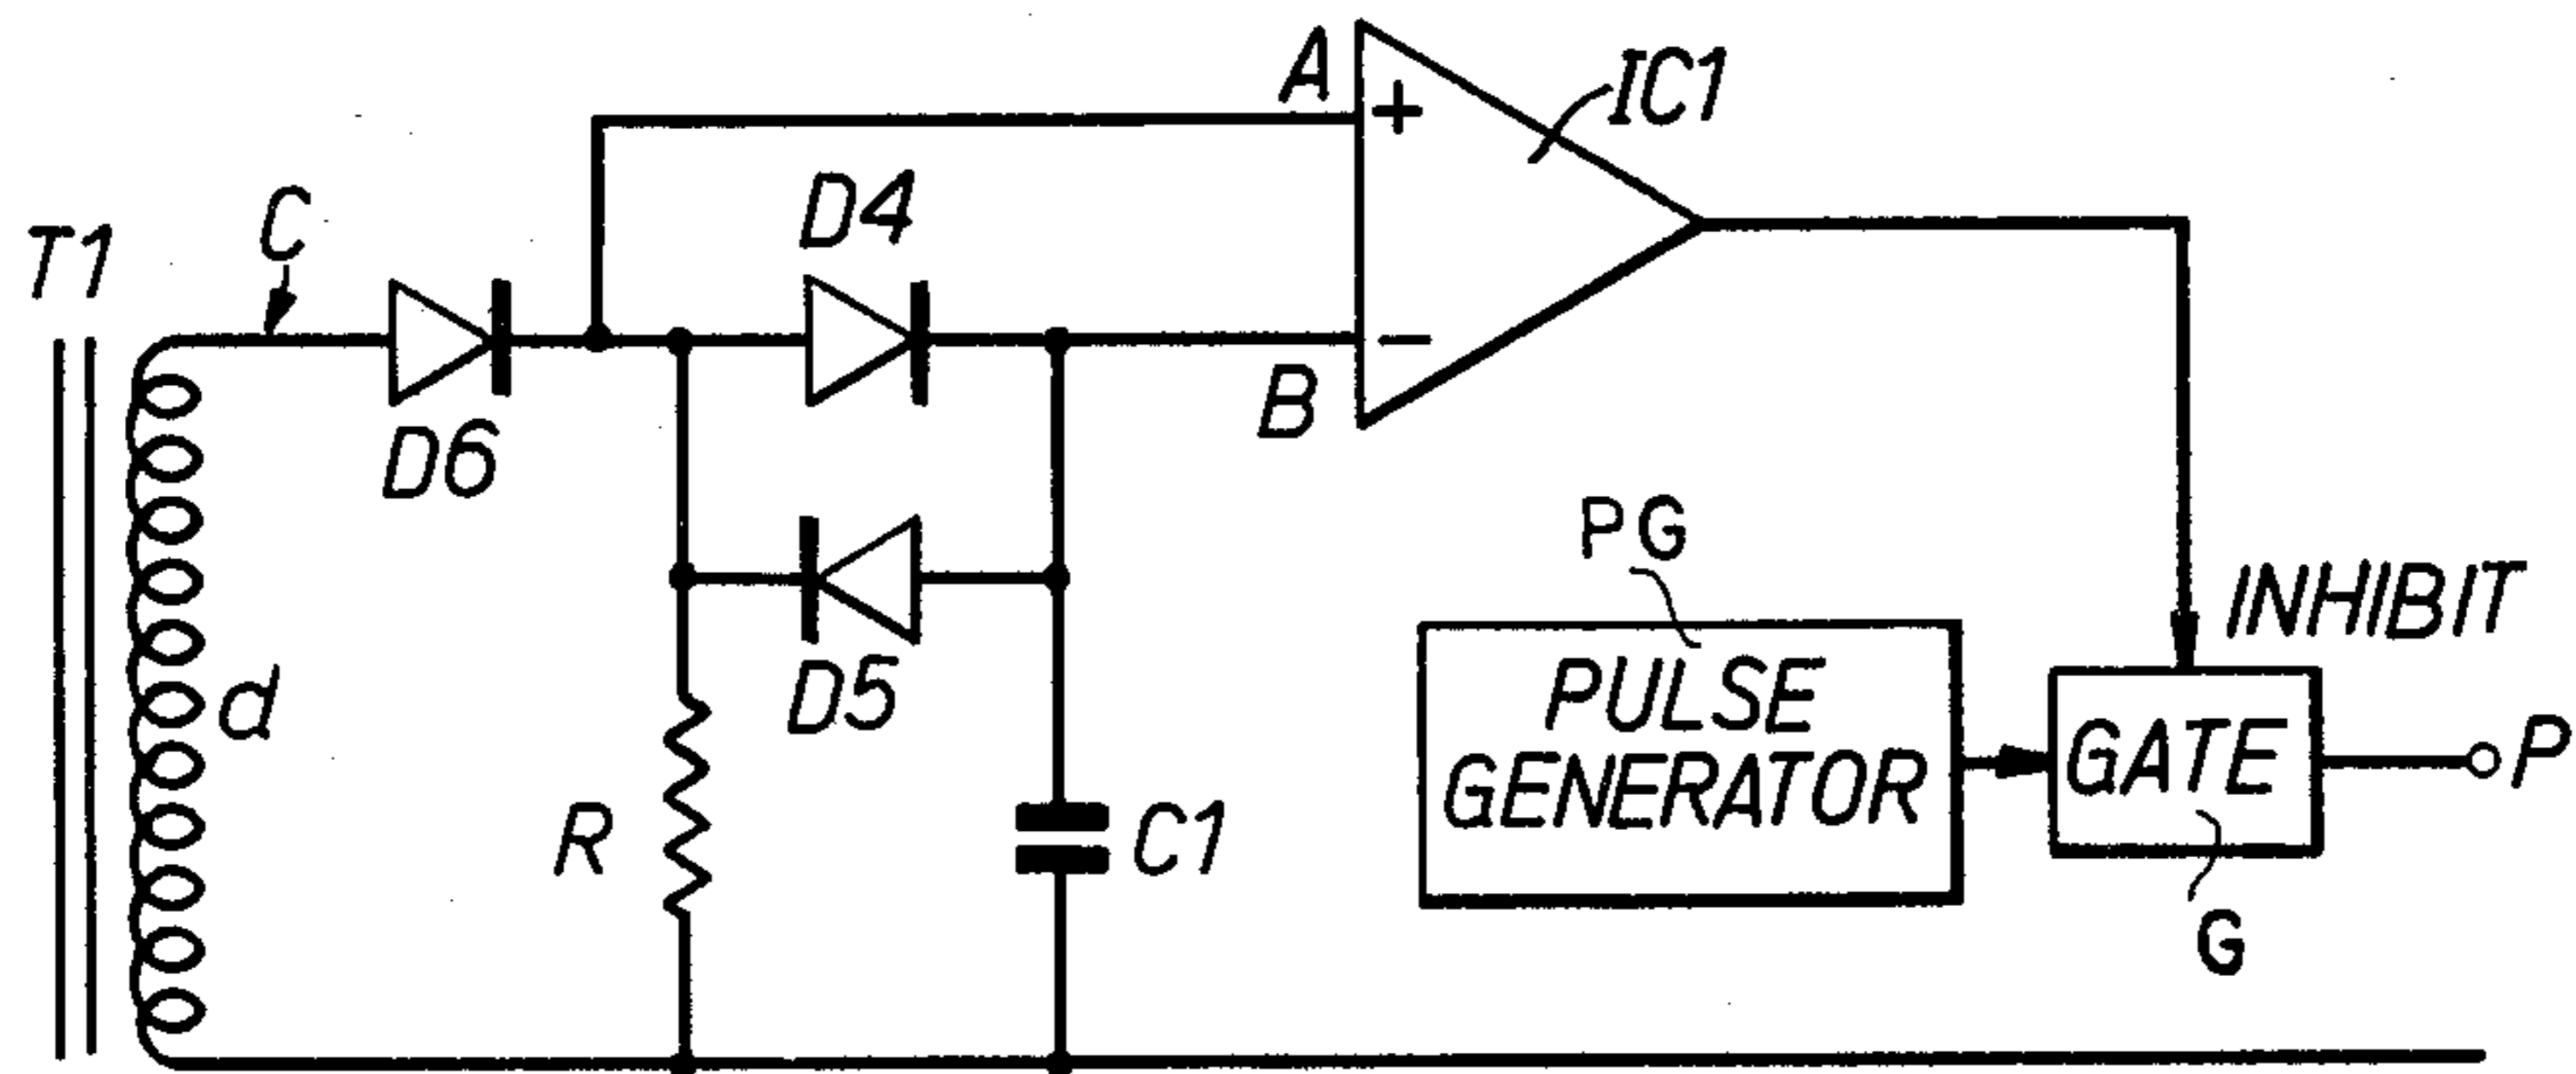 A
+
IC1
T1
C
D4
D6
B
−
d
D5
R
C1
PG
PULSE
GENERATOR
INHIBIT
GATE
P
G